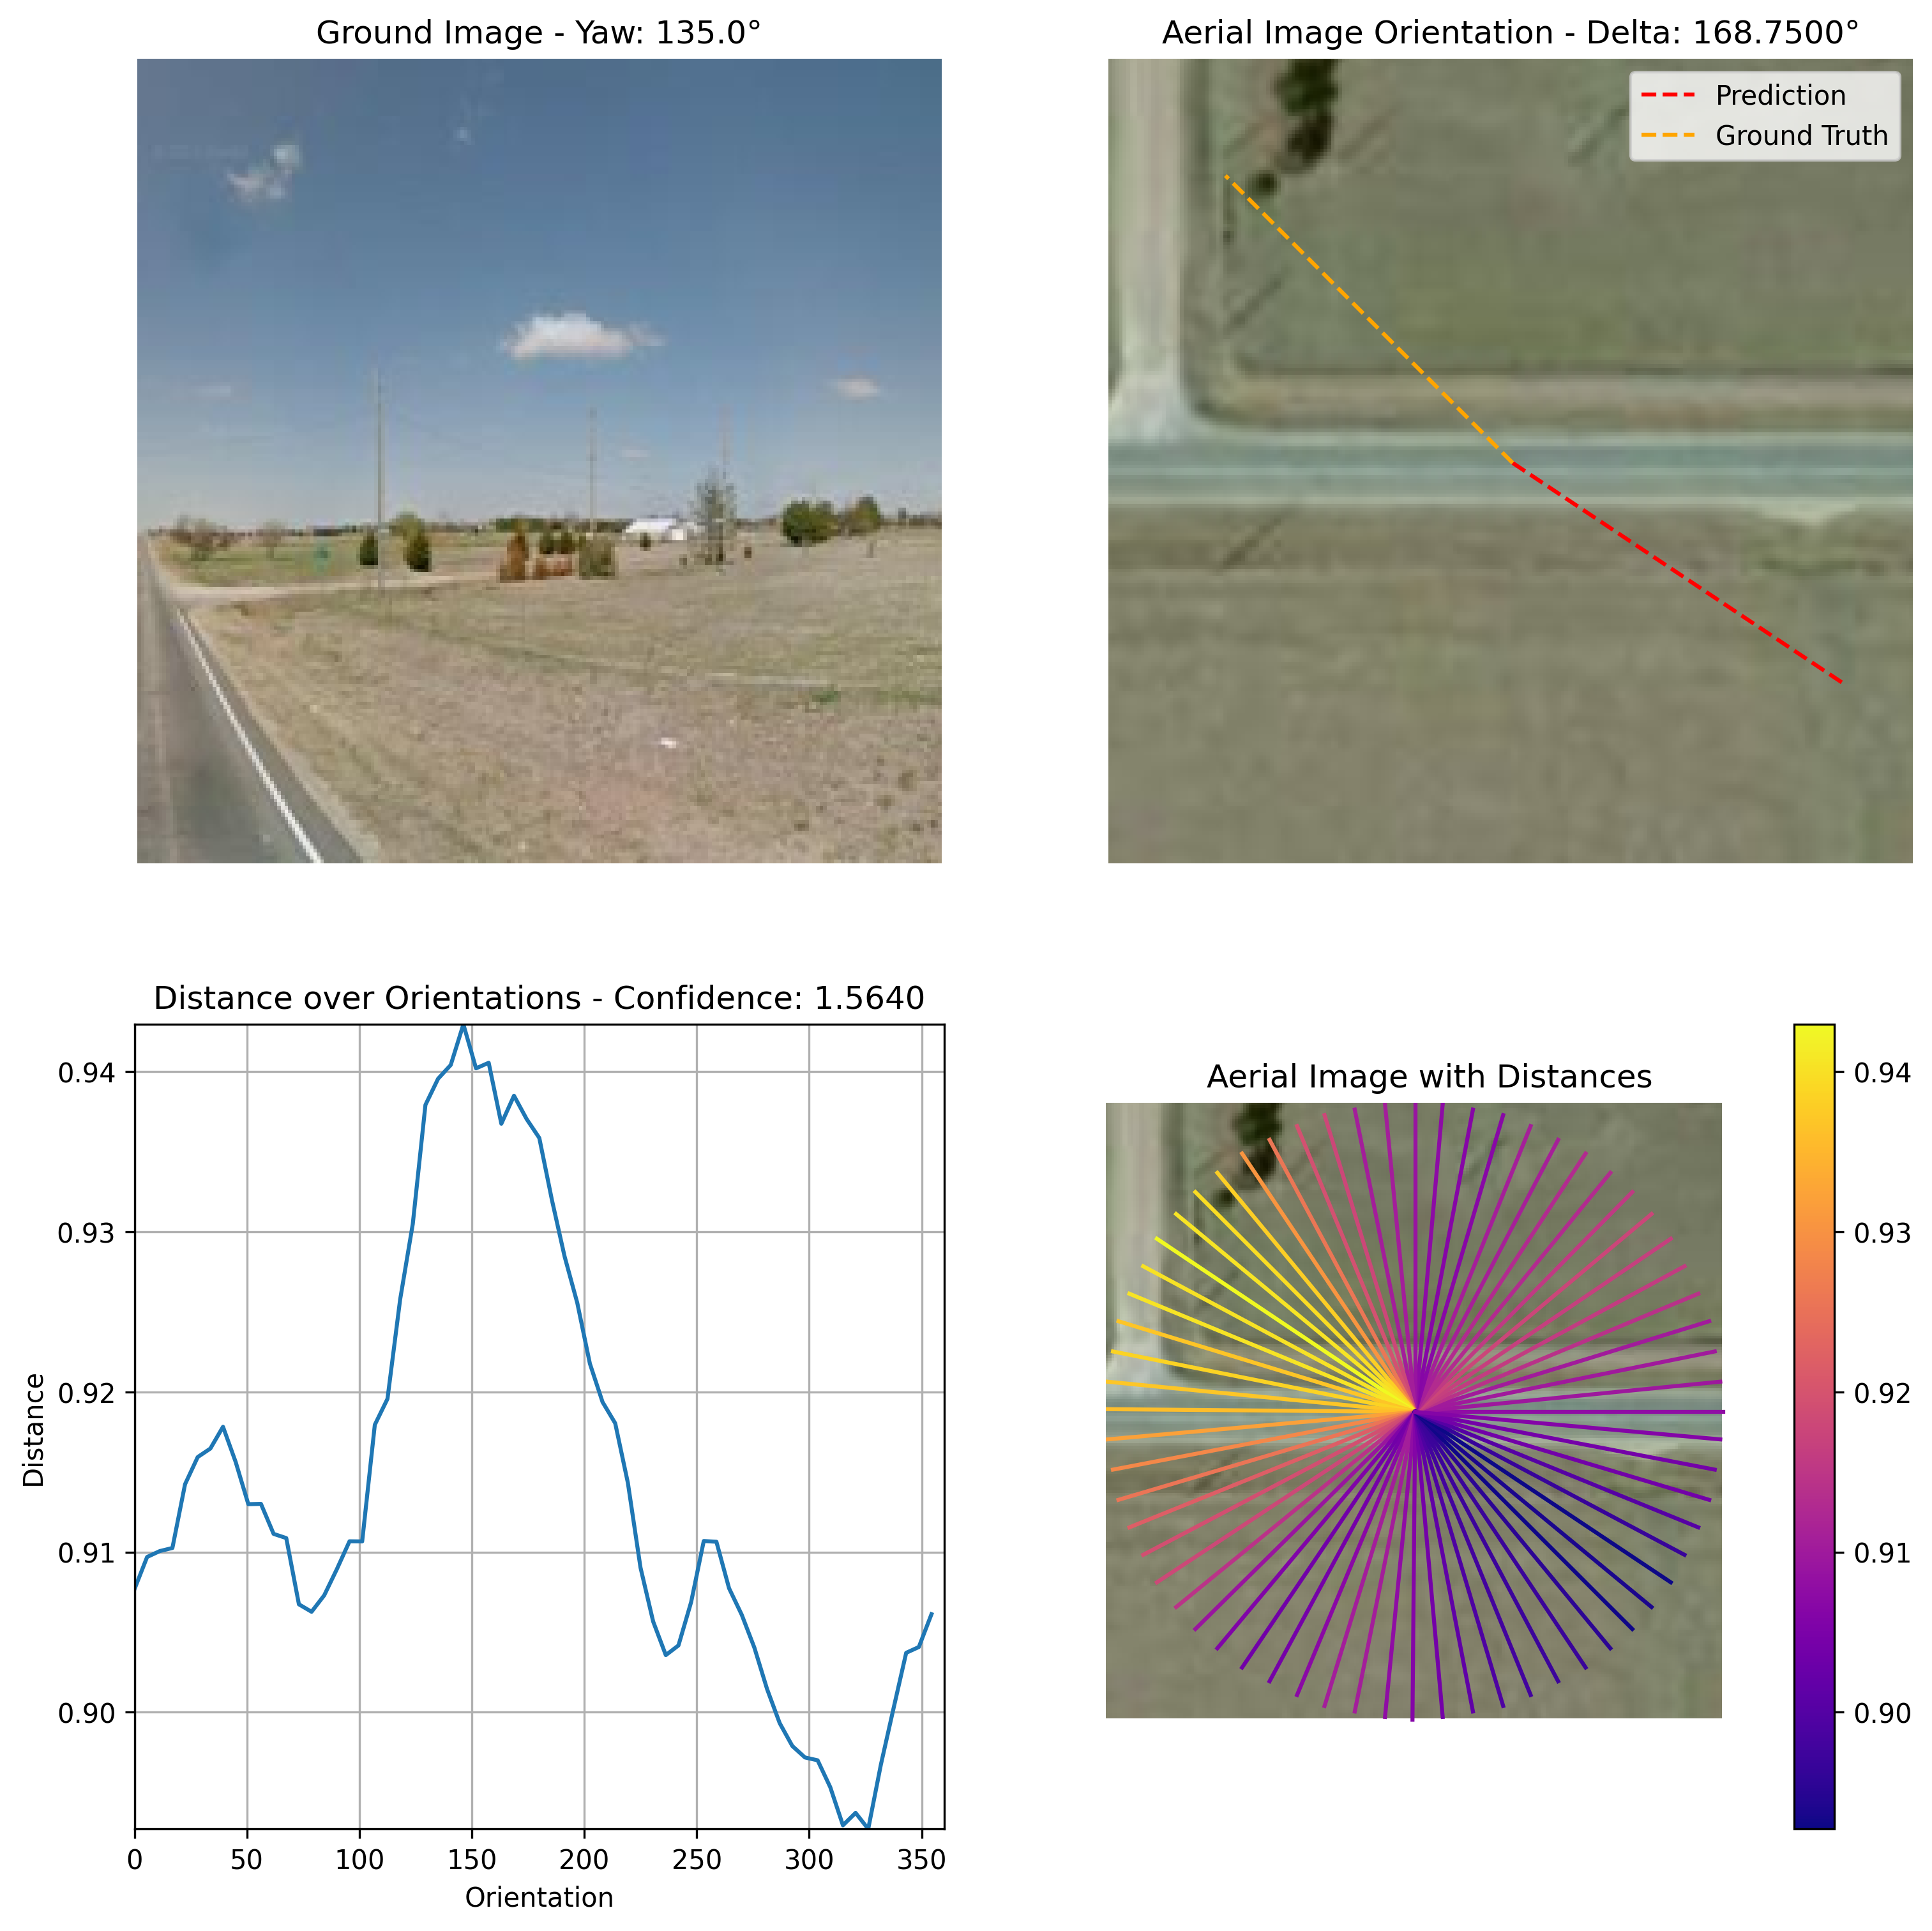 Ground Image - Yaw: 135.0°
Aerial Image Orientation - Delta: 168.7500°
Prediction
Ground Truth
Distance over Orientations - Confidence: 1.5640
0.94
0.93
0.92
0.91
0.90
Distance
0
50
100
150
200
250
300
350
Orientation
Aerial Image with Distances
0.94
0.93
0.92
0.91
0.90